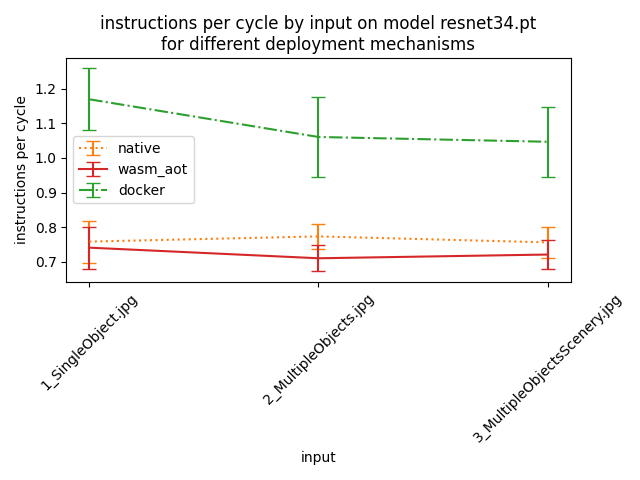 instructions per cycle by input on model resnet34.pt
for different deployment mechanisms
instructions per cycle
1.2
1.1
1.0
0.9
0.8
0.7
native
wasm_aot
docker
1_SingleObject.jpg
2_MultipleObjects.jpg
3_MultipleObjectsScenery.jpg
input